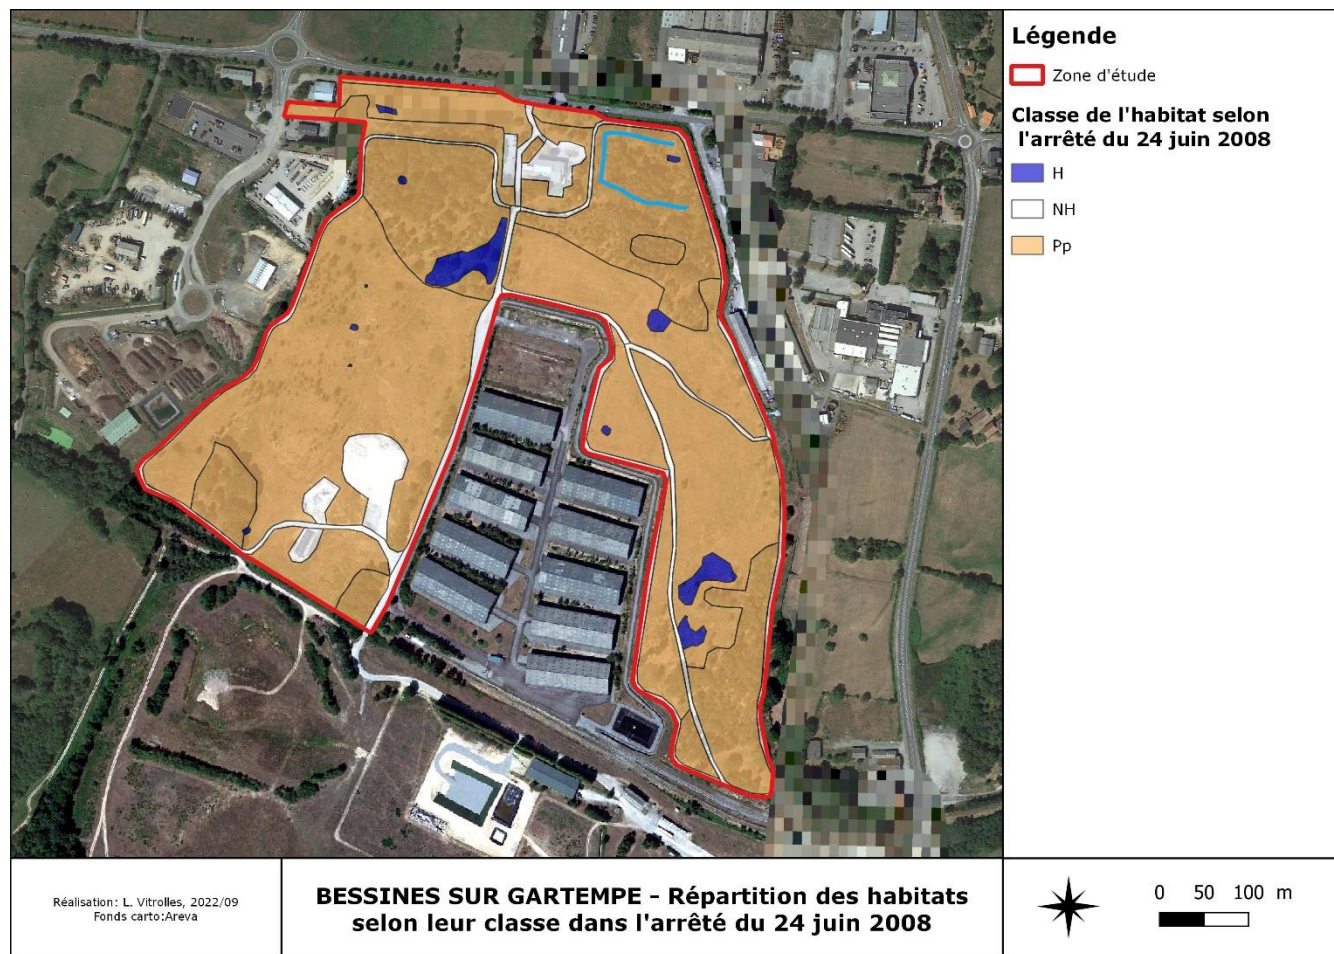 Légende
Zone d'étude
Classe de l'habitat selon
l'arrêté du 24 juin 2008
H
NH
Pp
Réalisation: L. Vitrolles, 2022/09
Fonds carto:Areva
BESSINES SUR GARTEMPE - Répartition des habitats
selon leur classe dans l'arrêté du 24 juin 2008
0 50 100 m